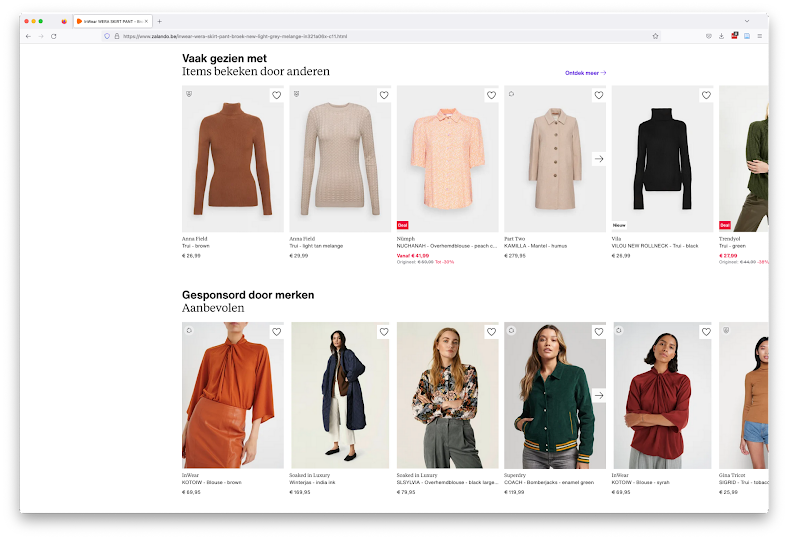 InWear WERA SKIRT PANT - Bro
https://www.zalando.be/inwear-wera-skirt-pant-broek-new-light-grey-melange-in321a08x-c11.html
Vaak gezien met
Items bekeken door anderen
Ontdek meer
Anna Field
Trui - brown
€ 26,99
Anna Field
Trui - light tan melange
€ 29,99
Deal
Nümph
NUCHANAH - Overhemdblouse - peach c...
Vanaf € 41,99
Origineel: € 59,95 Tot -30%
Part Two
KAMILLA - Mantel - humus
€ 279,95
Nieuw
Vila
VILOU NEW ROLLNECK - Trui - black
€ 26,99
Deal
Trendyol
Trui - green
€ 27,99
Origineel: € 44,99 -38%
Gesponsord door merken
Aanbevolen
InWear
KOTOIW - Blouse - brown
€ 69,95
Soaked in Luxury
Winterjas - india ink
€ 169,95
Soaked in Luxury
SLSYLVIA - Overhemdblouse - black large...
€ 79,95
Superdry
COACH - Bomberjacks - enamel green
€ 119,99
InWear
KOTOIW - Blouse - syrah
€ 69,95
Gina Tricot
SIGRID - Trui - tobacc
€ 25,99